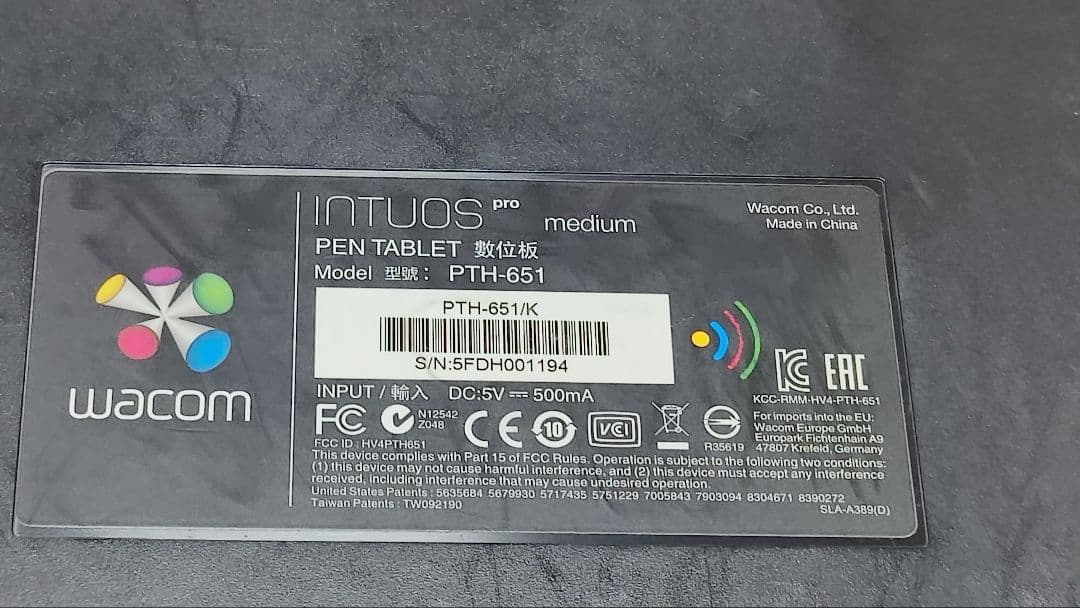 INTUOS pro medium
Wacom Co., Ltd.
Made in China
PEN TABLET 數位板
Model 型號： PTH-651
PTH-651/K
S/N:5FDH001194
wacom
INPUT / 輸入 DC:5V 500mA
FC
N12542
Z048
CE
10
VCI
R35619
EAC
KCC-RMM-HV4-PTH-651
For imports into the EU:
Wacom Europe GmbH
Europark Fichtenhain A9
47807 Krefeld, Germany
FCC ID : HV4PTH651
This device complies with Part 15 of FCC Rules. Operation is subject to the following two conditions:
(1) this device may not cause harmful interference, and (2) this device must accept any interference
received, including interference that may cause undesired operation.
United States Patents : 5635684 5679930 5717435 5751229 7005843 7903094 8304671 8390272
Taiwan Patents : TW092190
SLA-A389(D)